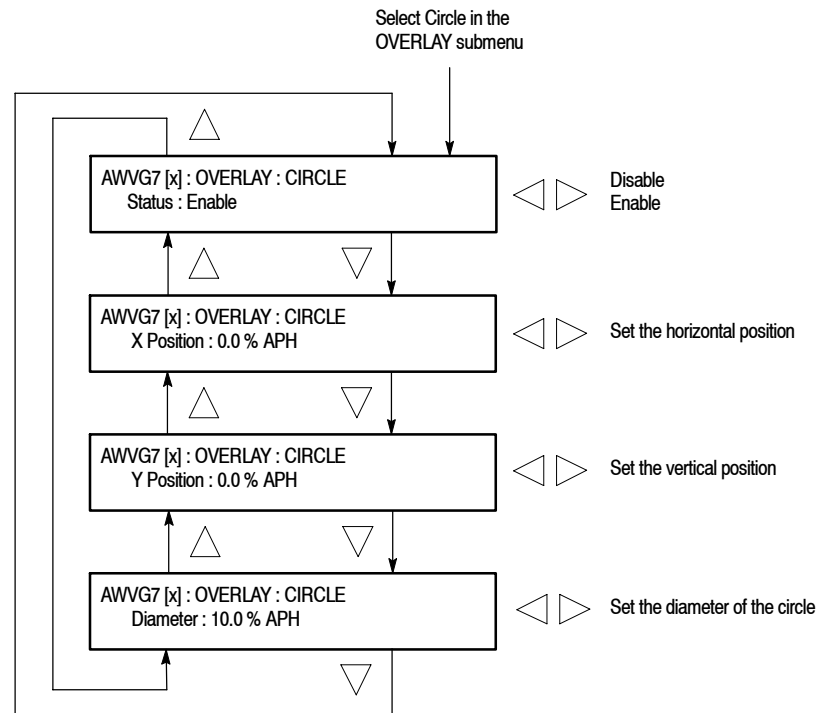 Select Circle in the
OVERLAY submenu
AWVG7 [x] : OVERLAY : CIRCLE
Status : Enable
Disable
Enable
AWVG7 [x] : OVERLAY : CIRCLE
X Position : 0.0 % APH
Set the horizontal position
AWVG7 [x] : OVERLAY : CIRCLE
Y Position : 0.0 % APH
Set the vertical position
AWVG7 [x] : OVERLAY : CIRCLE
Diameter : 10.0 % APH
Set the diameter of the circle